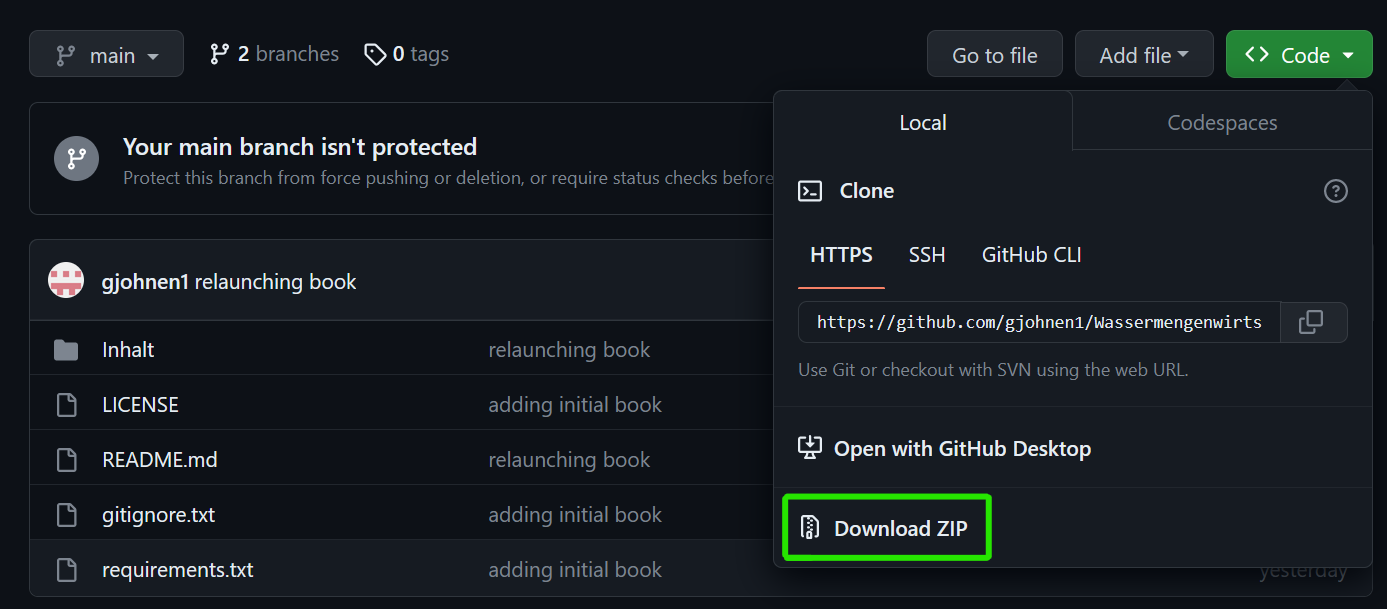 main
2 branches
0 tags
Go to file
Add file
Code
Your main branch isn't protected
Protect this branch from force pushing or deletion, or require status checks before
gjohnen1 relaunching book
Inhalt relaunching book
LICENSE adding initial book
README.md relaunching book
gitignore.txt adding initial book
requirements.txt adding initial book
yesterday
Local
Codespaces
Clone
HTTPS
SSH
GitHub CLI
https://github.com/gjohnen1/Wassermengenwirts
Use Git or checkout with SVN using the web URL.
Open with GitHub Desktop
Download ZIP